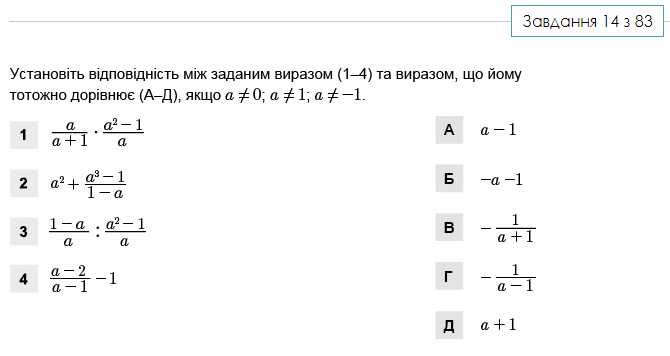 Завдання 14 з 83
Установіть відповідність між заданим виразом (1–4) та виразом, що йому
тотожно дорівнює (А–Д), якщо a ≠ 0; a ≠ 1; a ≠ −1.
1 a/(a + 1) · (a² − 1)/a
А a − 1
2 a² + (a³ − 1)/(1 − a)
Б −a −1
3 (1 − a)/a : (a² − 1)/a
В − 1/(a + 1)
4 (a − 2)/(a − 1) − 1
Г − 1/(a − 1)
Д a + 1